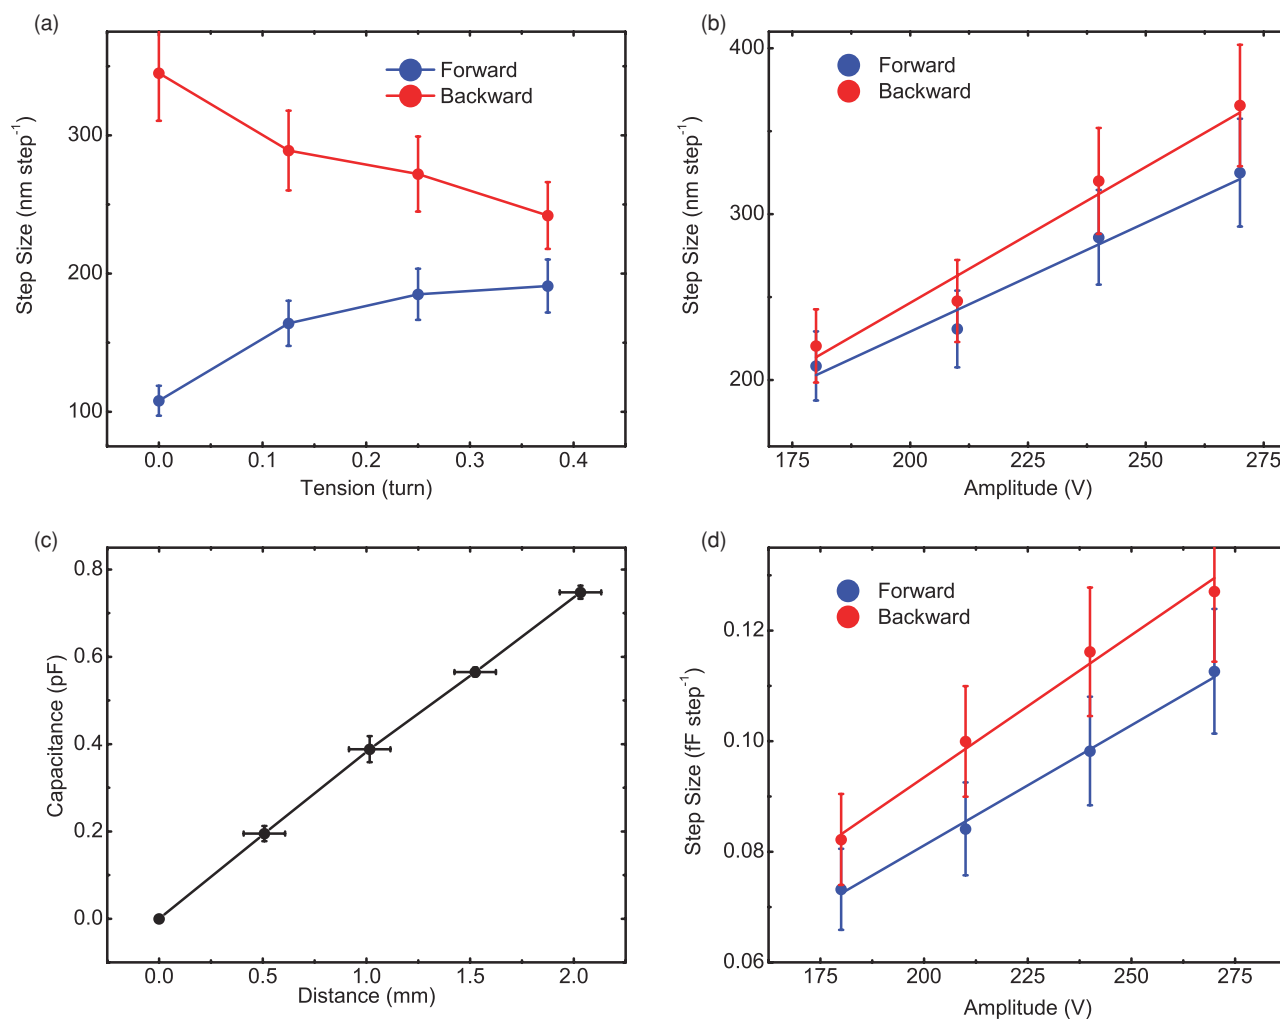 (a)
Forward
Backward
300
200
100
Step Size (nm step⁻¹)
0.0 0.1 0.2 0.3 0.4
Tension (turn)
(b)
Forward
Backward
400
300
200
Step Size (nm step⁻¹)
175 200 225 250 275
Amplitude (V)
(c)
0.8
0.6
0.4
0.2
0.0
Capacitance (pF)
0.0 0.5 1.0 1.5 2.0
Distance (mm)
(d)
Forward
Backward
0.12
0.10
0.08
0.06
Step Size (fF step⁻¹)
175 200 225 250 275
Amplitude (V)